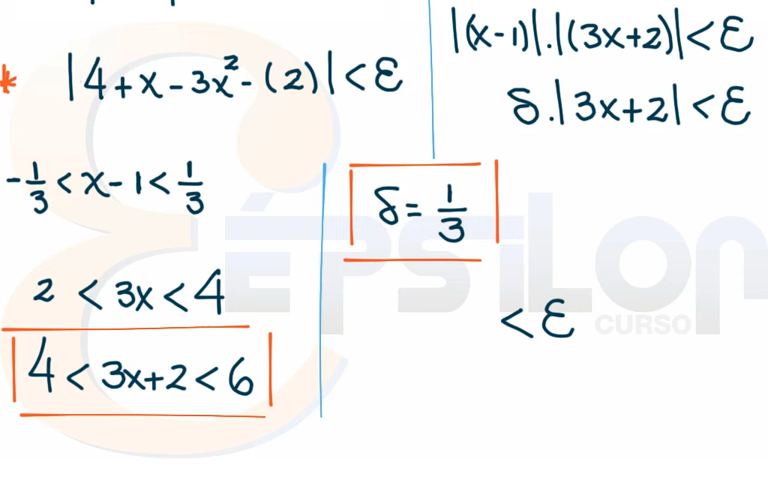 |(x-1)|.|(3x+2)| < ε
* |4+x-3x²-(2)| < ε
δ.|3x+2| < ε
-1/3 < x-1 < 1/3
δ = 1/3
2 < 3x < 4
< ε
4 < 3x+2 < 6
ÉPSILON
CURSO